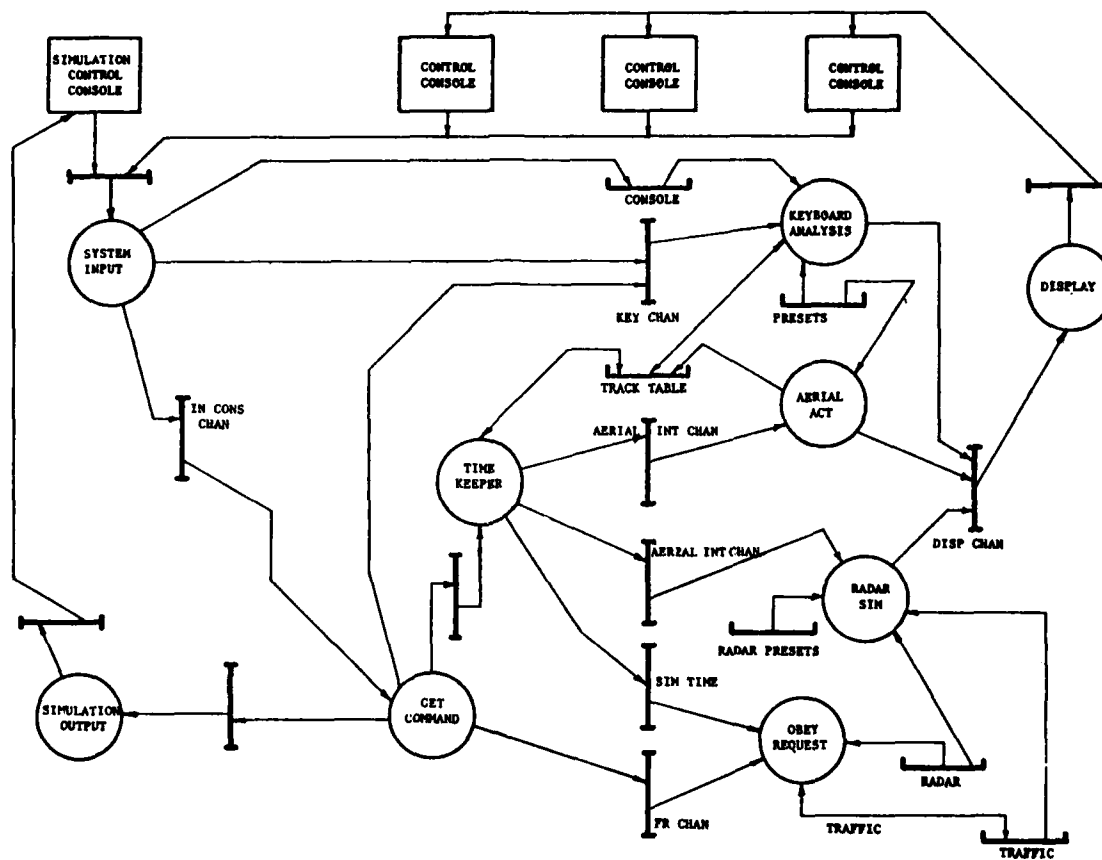 SIMULATION
CONTROL
CONSOLE
CONTROL
CONSOLE
CONTROL
CONSOLE
CONTROL
CONSOLE
CONSOLE
KEYBOARD
ANALYSIS
SYSTEM
INPUT
DISPLAY
KEY CHAN
PRESETS
TRACK TABLE
AERIAL
ACT
IN CONS
CHAN
AERIAL INT CHAN
TIME
KEEPER
DISP CHAN
AERIAL INT CHAN
RADAR
SIM
RADAR PRESETS
SIM TIME
SIMULATION
OUTPUT
GET
COMMAND
OBEY
REQUEST
RADAR
FR CHAN
TRAFFIC
TRAFFIC